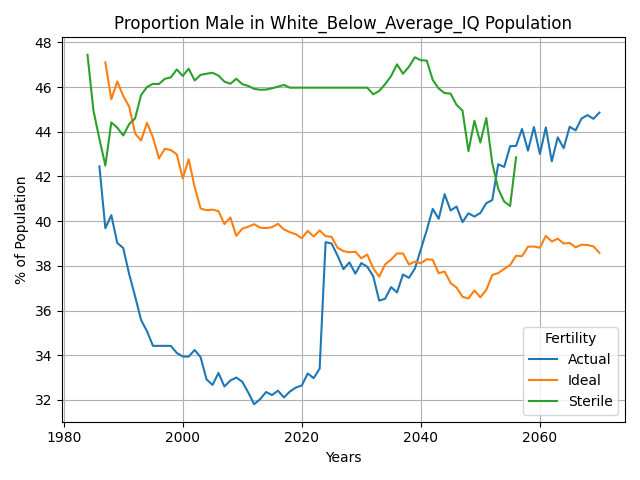 Proportion Male in White_Below_Average_IQ Population
% of Population
48
46
44
42
40
38
36
34
32
1980
2000
2020
2040
2060
Years
Fertility
Actual
Ideal
Sterile